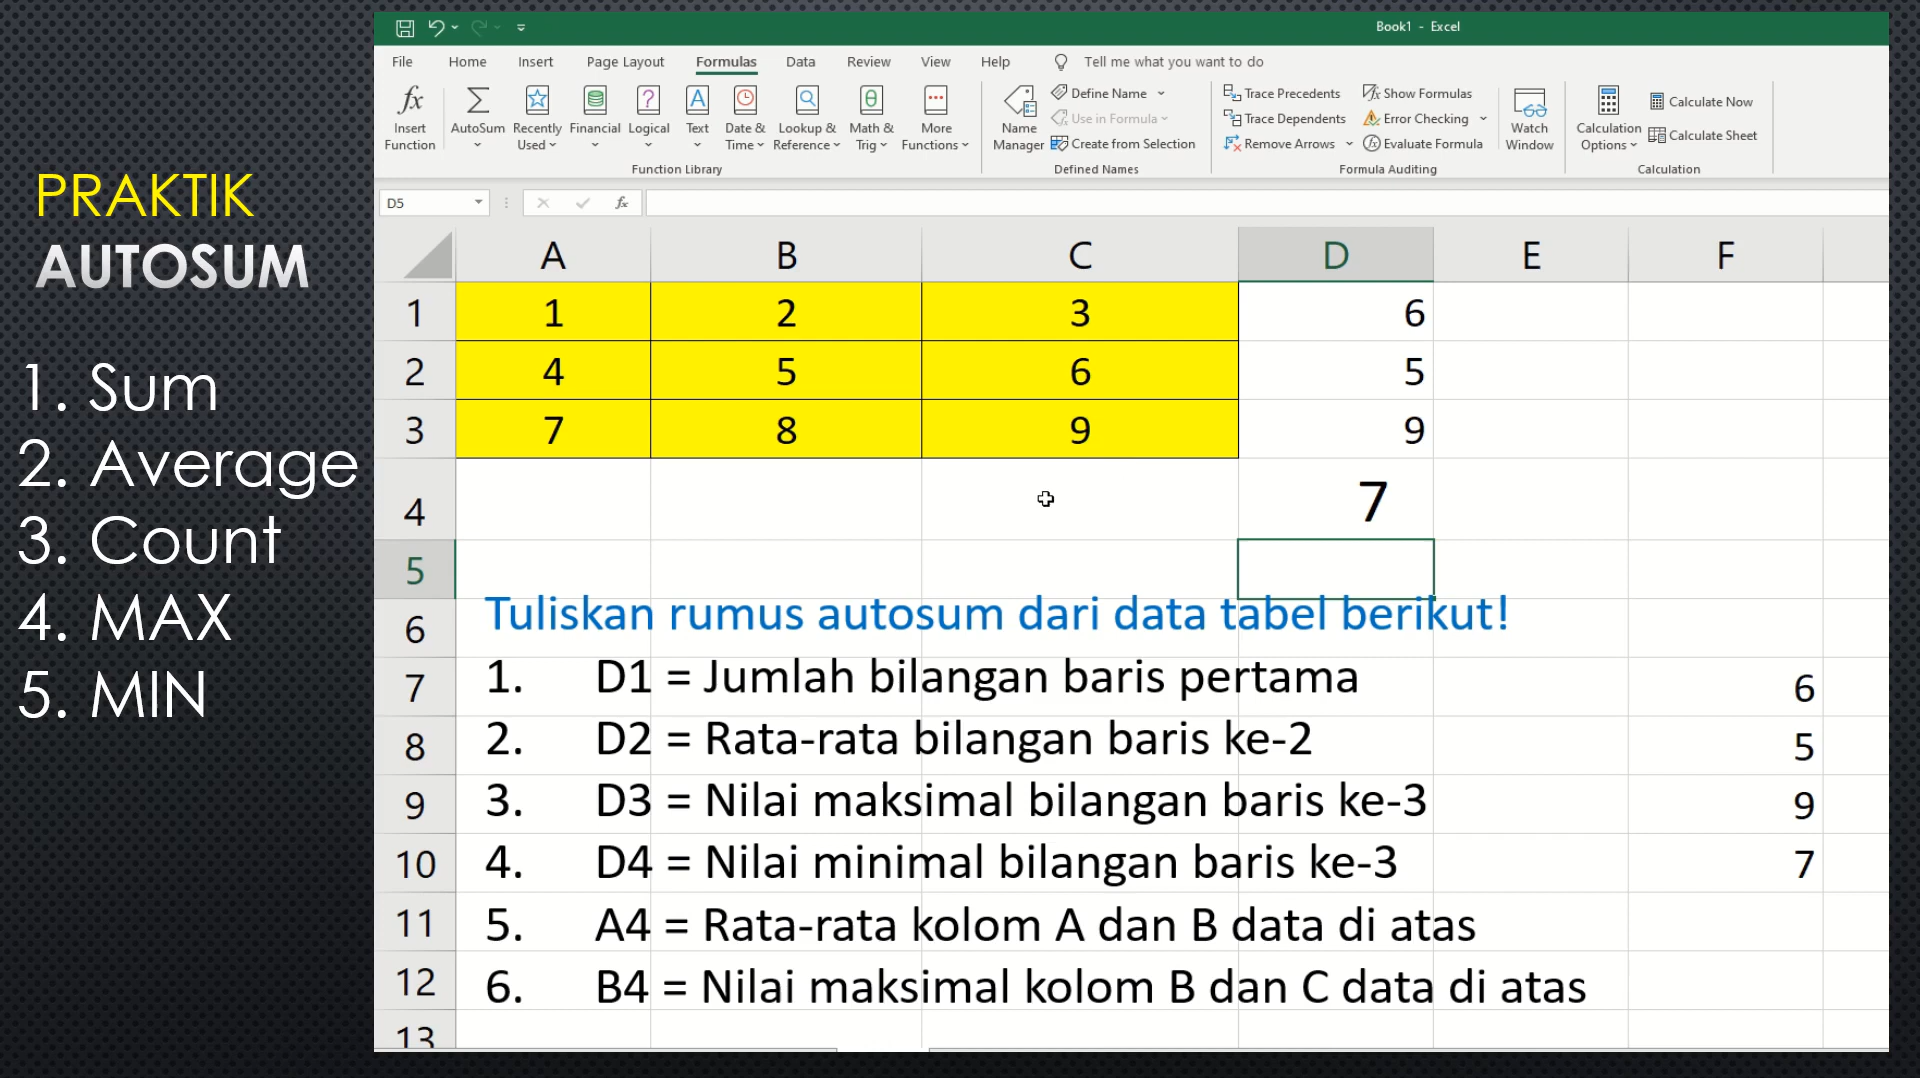 Book1 - Excel
File Home Insert Page Layout Formulas Data Review View Help Tell me what you want to do
fx Insert Function
Σ AutoSum
Recently Used
Financial
Logical
Text
Date & Time
Lookup & Reference
Math & Trig
More Functions
Function Library
Name Manager
Define Name
Use in Formula
Create from Selection
Defined Names
Trace Precedents
Trace Dependents
Remove Arrows
Show Formulas
Error Checking
Evaluate Formula
Formula Auditing
Watch Window
Calculation Options
Calculate Now
Calculate Sheet
Calculation
D5 fx
PRAKTIK
AUTOSUM
1. Sum
2. Average
3. Count
4. MAX
5. MIN
A B C D E F
1 1 2 3 6
2 4 5 6 5
3 7 8 9 9
4 7
5
6 Tuliskan rumus autosum dari data tabel berikut!
7 1. D1 = Jumlah bilangan baris pertama 6
8 2. D2 = Rata-rata bilangan baris ke-2 5
9 3. D3 = Nilai maksimal bilangan baris ke-3 9
10 4. D4 = Nilai minimal bilangan baris ke-3 7
11 5. A4 = Rata-rata kolom A dan B data di atas
12 6. B4 = Nilai maksimal kolom B dan C data di atas
13